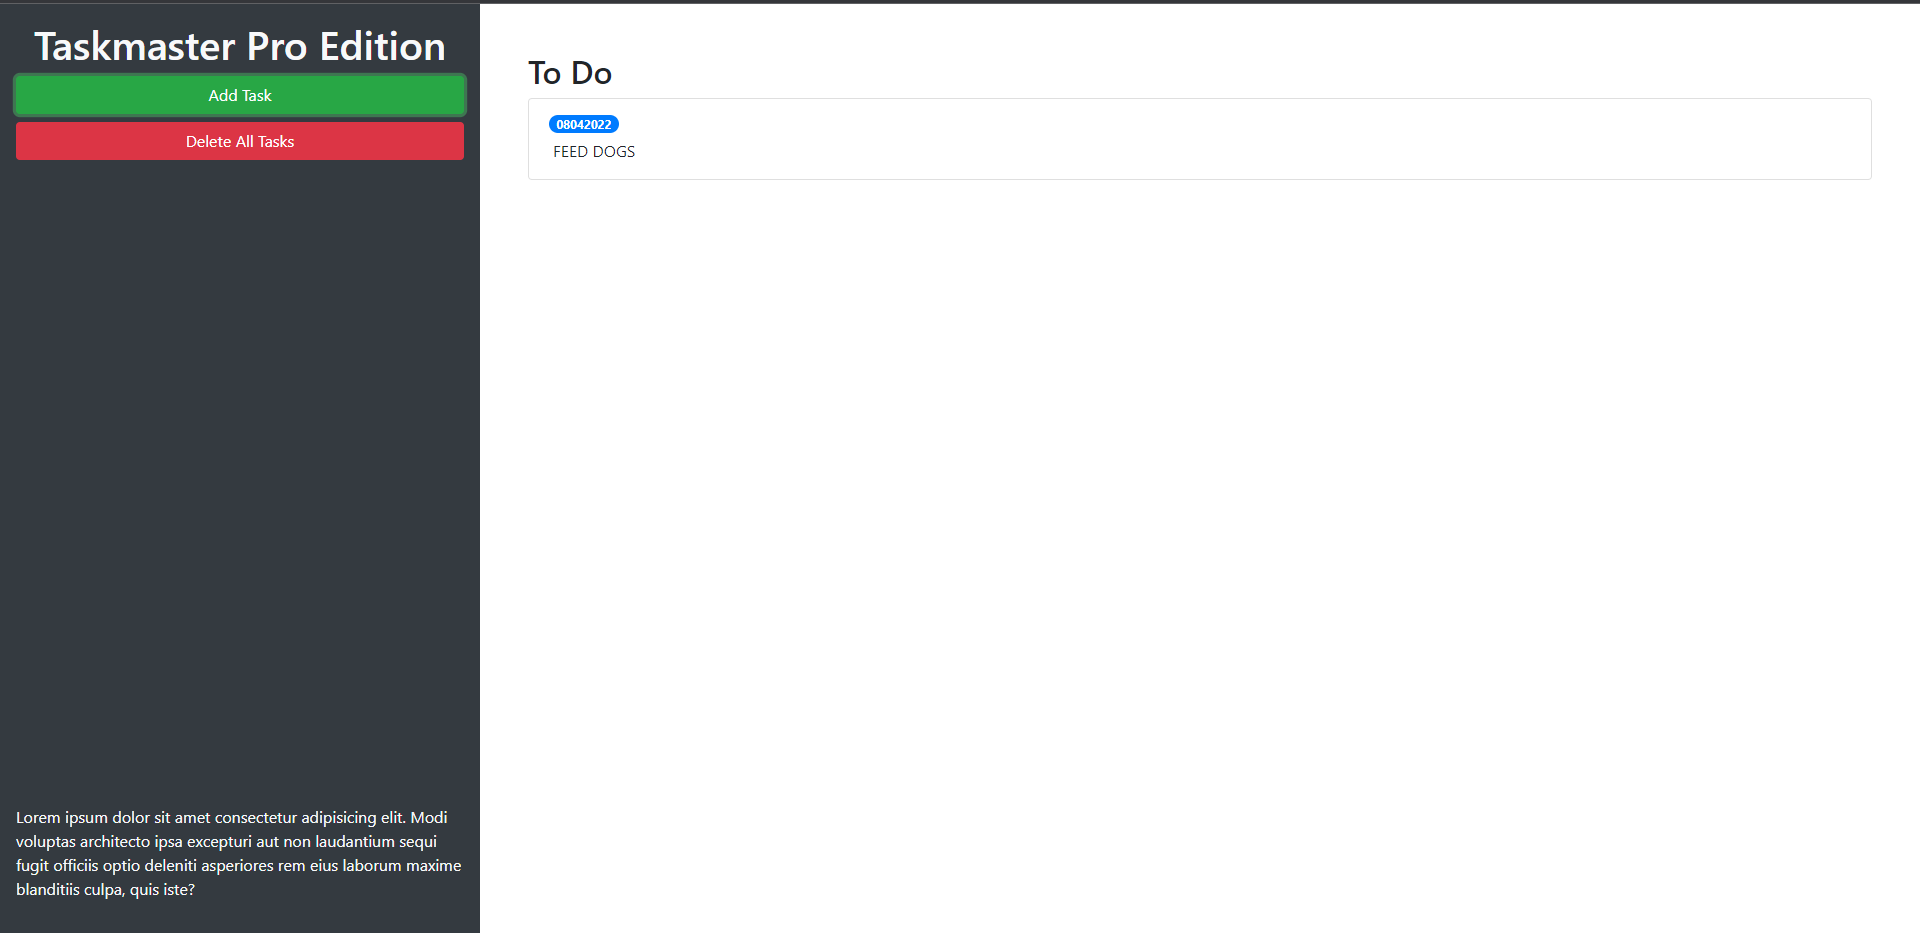 Taskmaster Pro Edition
Add Task
Delete All Tasks
Lorem ipsum dolor sit amet consectetur adipisicing elit. Modi
voluptas architecto ipsa excepturi aut non laudantium sequi
fugit officiis optio deleniti asperiores rem eius laborum maxime
blanditiis culpa, quis iste?
To Do
08042022
FEED DOGS